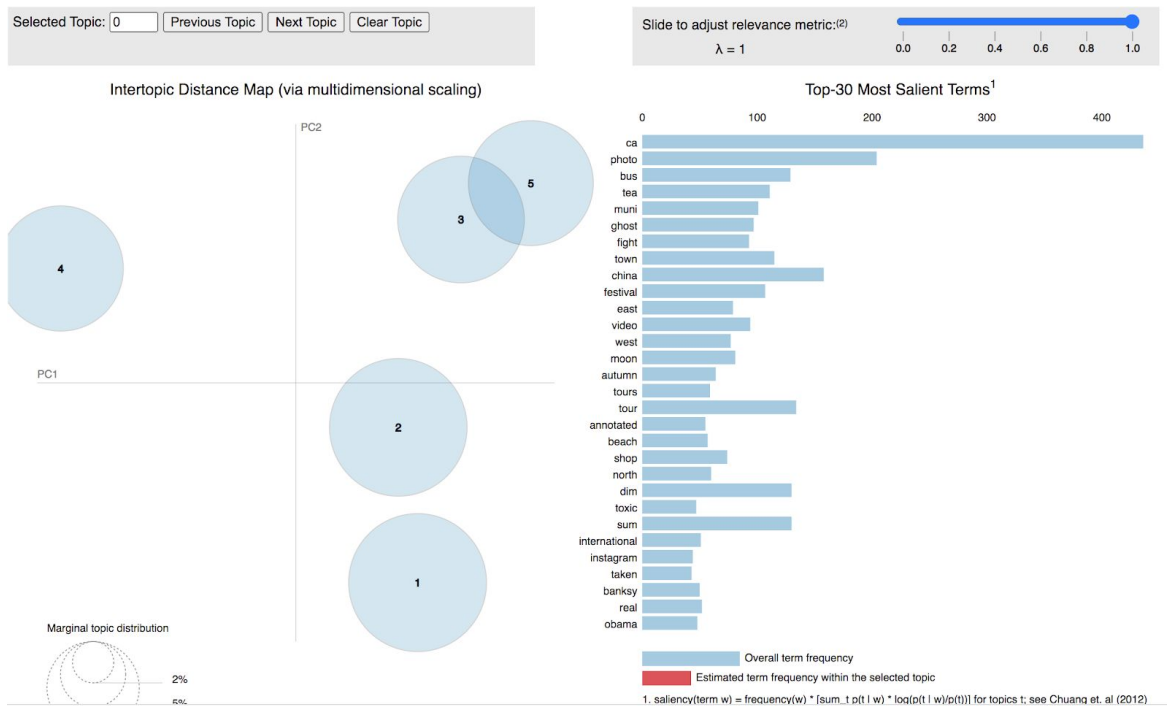 Selected Topic: 0 Previous Topic Next Topic Clear Topic
Slide to adjust relevance metric:(2)
λ = 1
0.0 0.2 0.4 0.6 0.8 1.0
Intertopic Distance Map (via multidimensional scaling)
PC2
PC1
5
3
4
2
1
Marginal topic distribution
2%
5%
Top-30 Most Salient Terms1
0 100 200 300 400
ca
photo
bus
tea
muni
ghost
fight
town
china
festival
east
video
west
moon
autumn
tours
tour
annotated
beach
shop
north
dim
toxic
sum
international
instagram
taken
banksy
real
obama
Overall term frequency
Estimated term frequency within the selected topic
1. saliency(term w) = frequency(w) * [sum_t p(t | w) * log(p(t | w)/p(t))] for topics t; see Chuang et. al (2012)